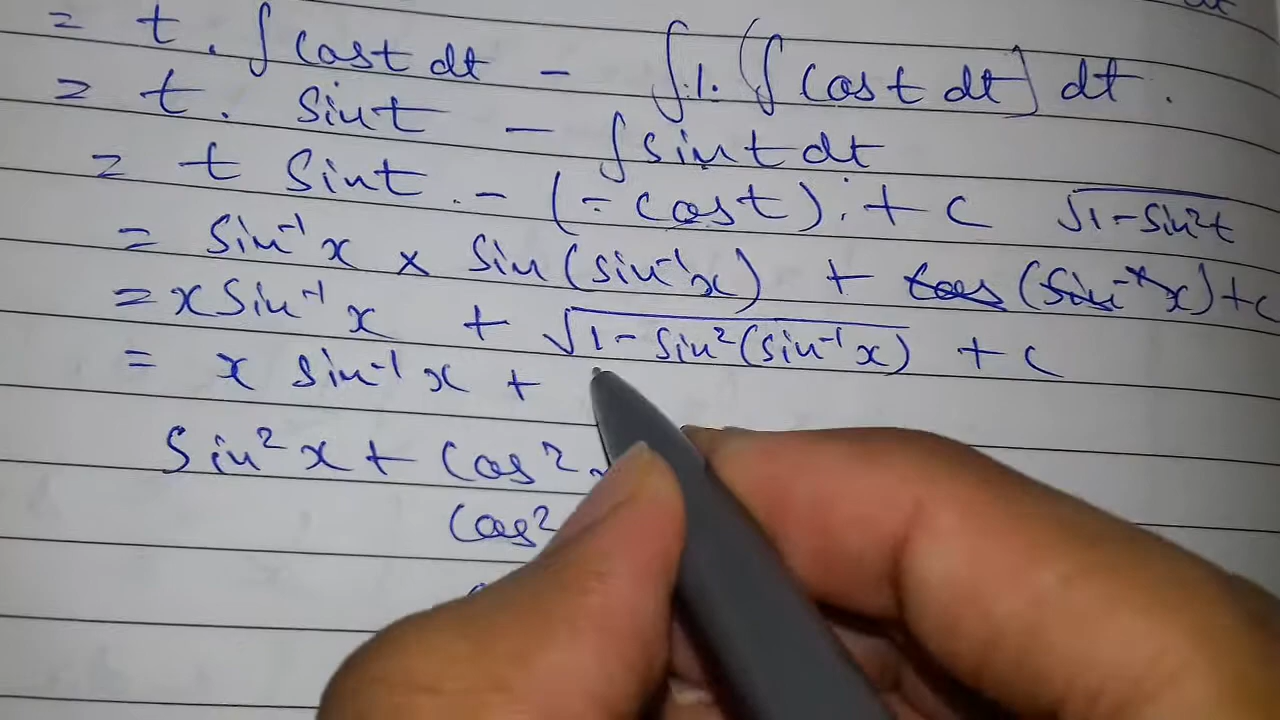 = t . ∫ Cost dt - ∫ 1. (∫ Cost dt) dt .
= t . Sint - ∫ sint dt
= t Sint - (-cost) . + C √1-Sin²t
= Sin⁻¹x × Sin (Sin⁻¹x) + Cos (Sin⁻¹x) + C
= x Sin⁻¹x + √1-Sin²(Sin⁻¹x) + C
= x sin⁻¹x +
Sin²x + Cos²
Cos²